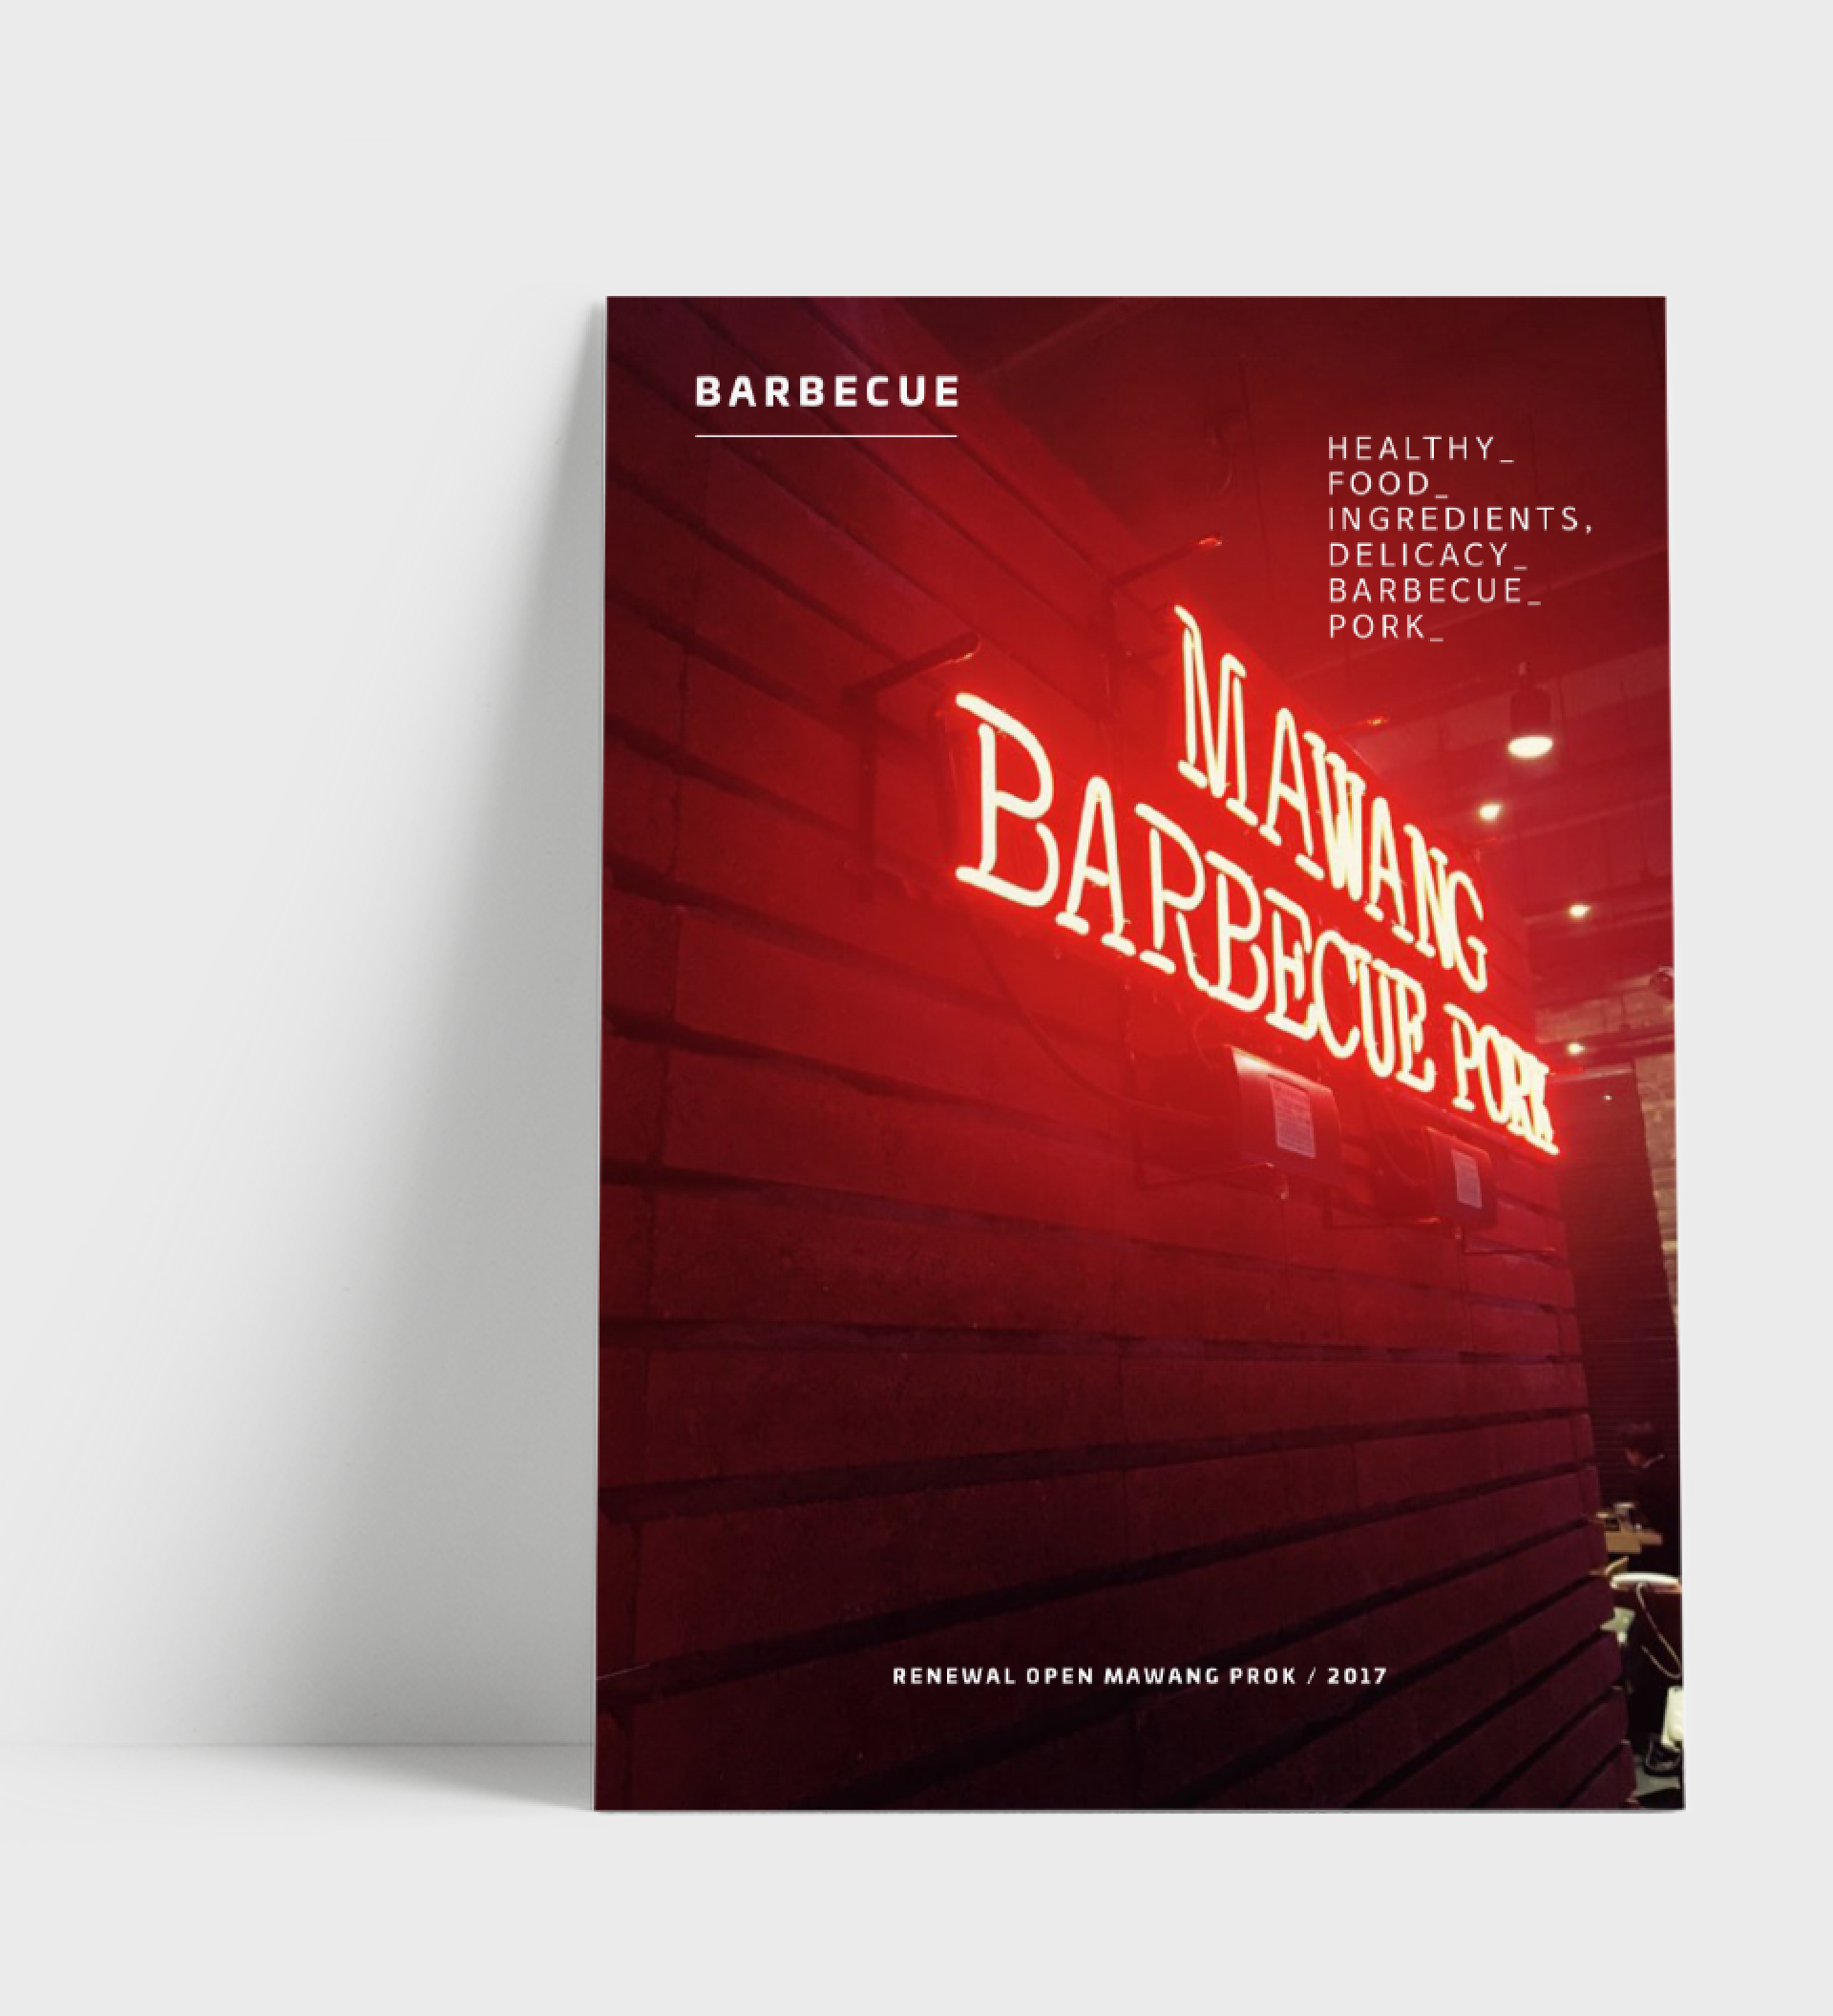 BARBECUE
HEALTHY_
FOOD_
INGREDIENTS,
DELICACY_
BARBECUE_
PORK_
MAWANG
BARBECUE PORK
RENEWAL OPEN MAWANG PROK / 2017